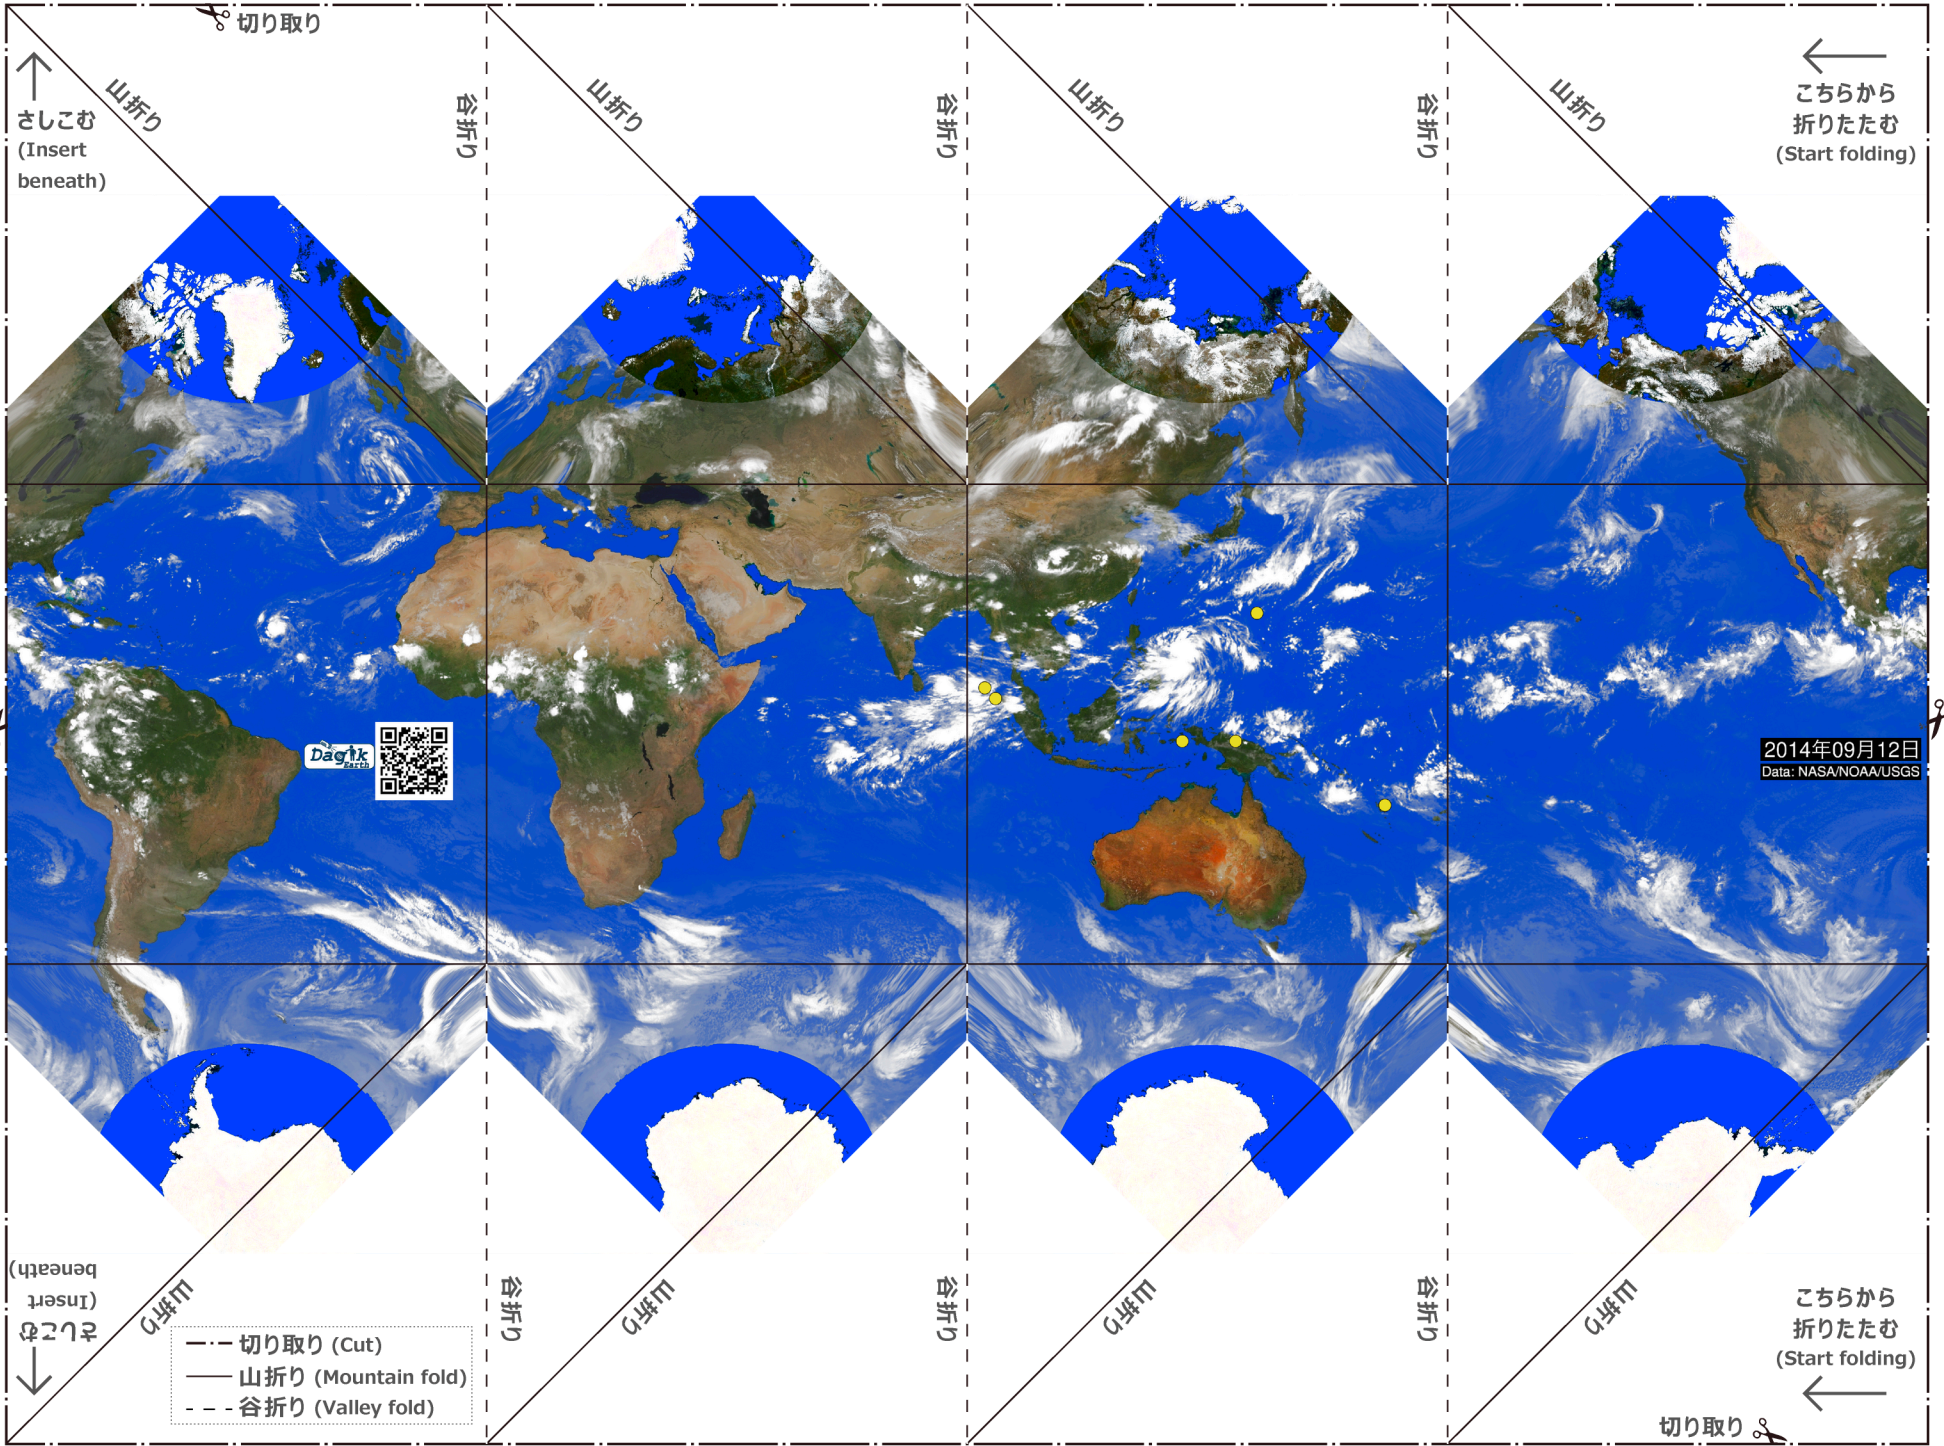 切り取り
山折り
谷折り
山折り
谷折り
山折り
谷折り
山折り
さしこむ
(Insert
beneath)
こちらから
折りたたむ
(Start folding)
Dagik
Earth
2014年09月12日
Data: NASA/NOAA/USGS
さしこむ
(Insert
beneath)
山折り
谷折り
山折り
谷折り
山折り
谷折り
山折り
こちらから
折りたたむ
(Start folding)
切り取り (Cut)
山折り (Mountain fold)
谷折り (Valley fold)
切り取り